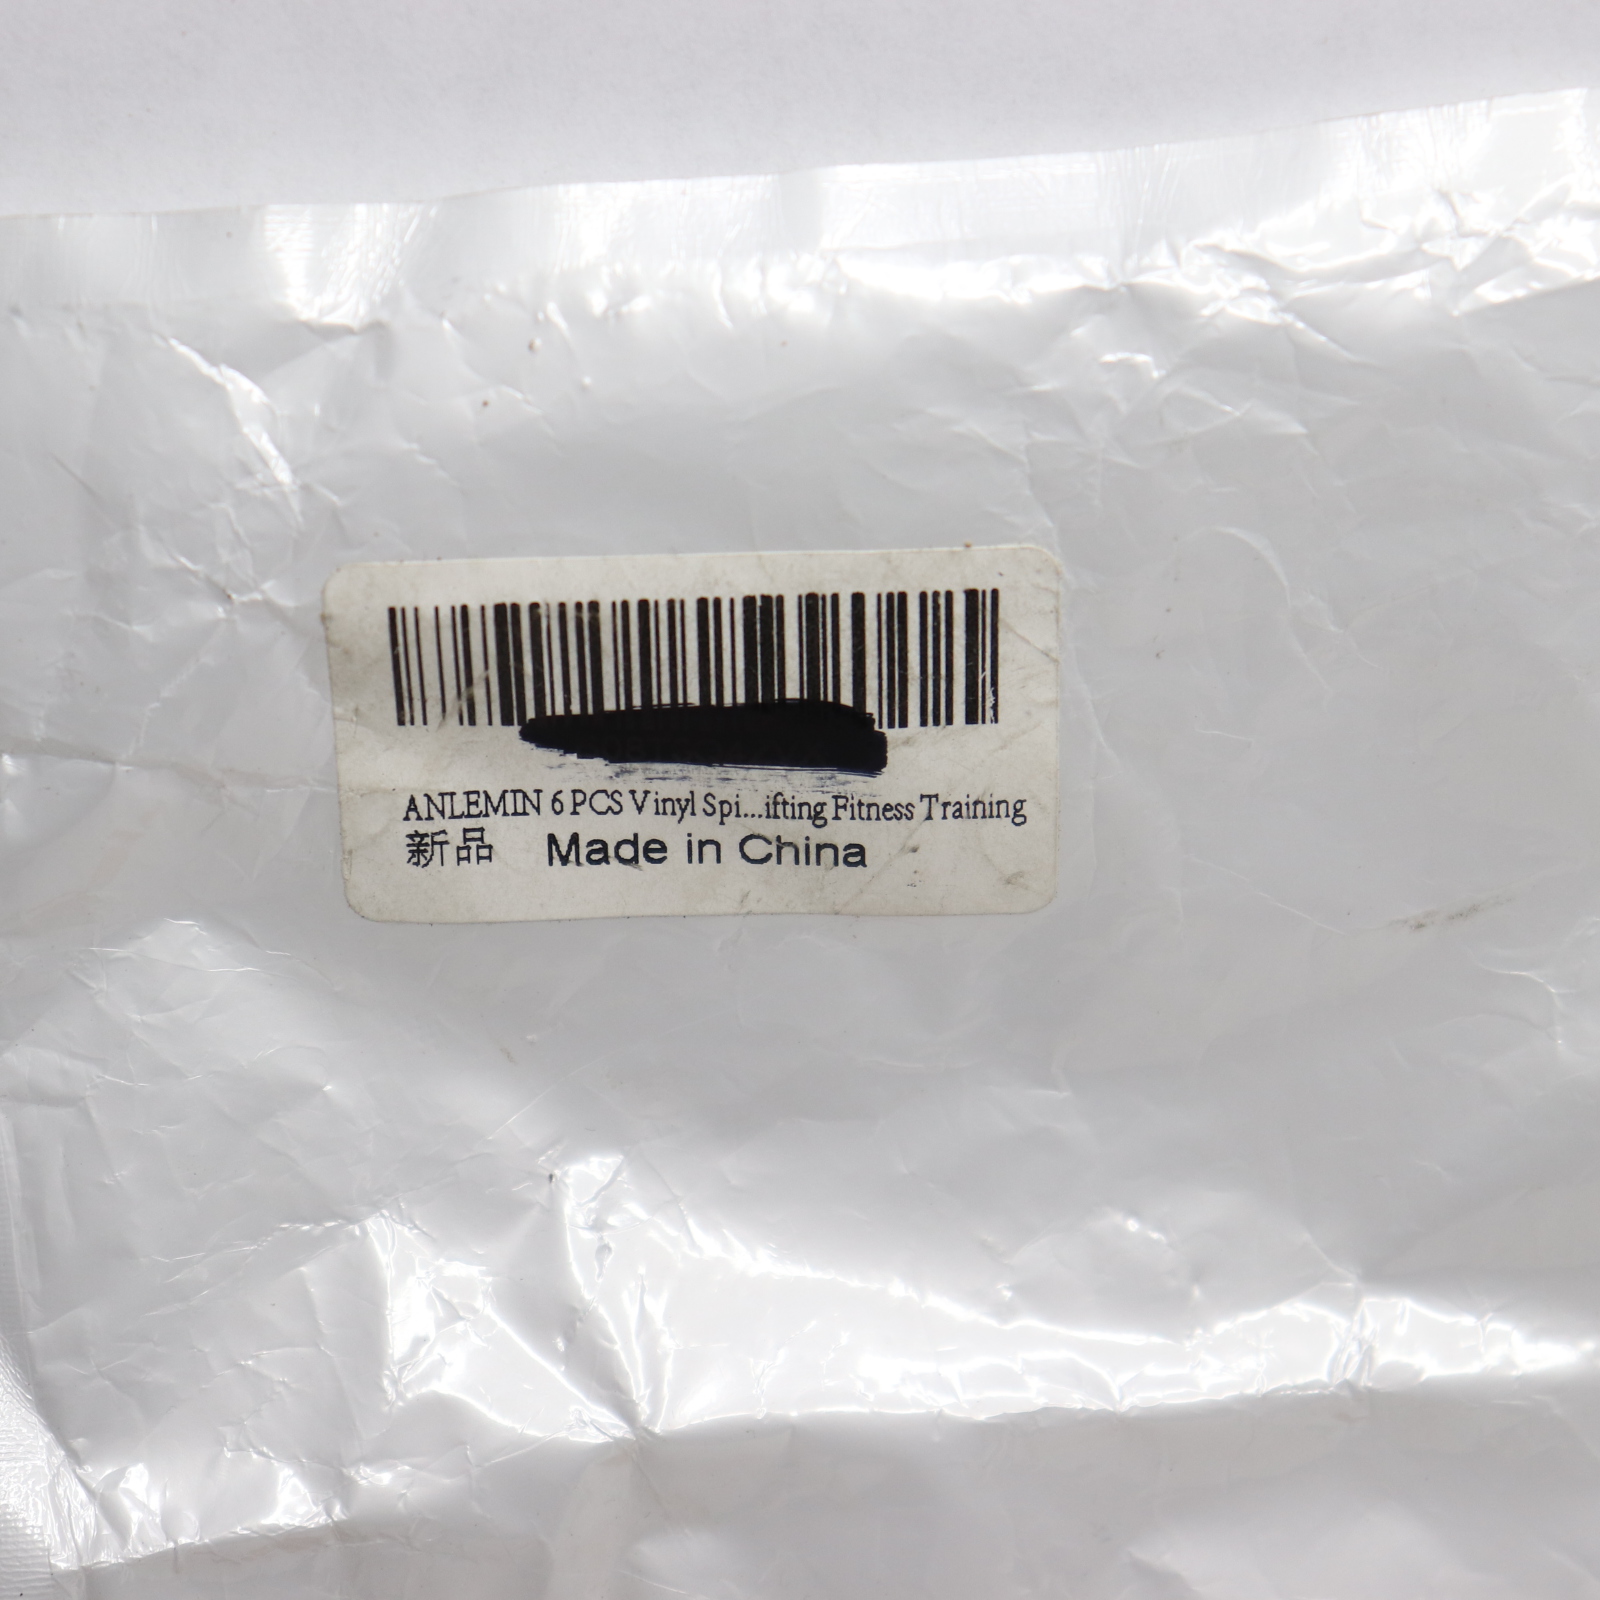 ANLEMIN 6 PCS Vinyl Spi...ifting Fitness Training
新品 Made in China